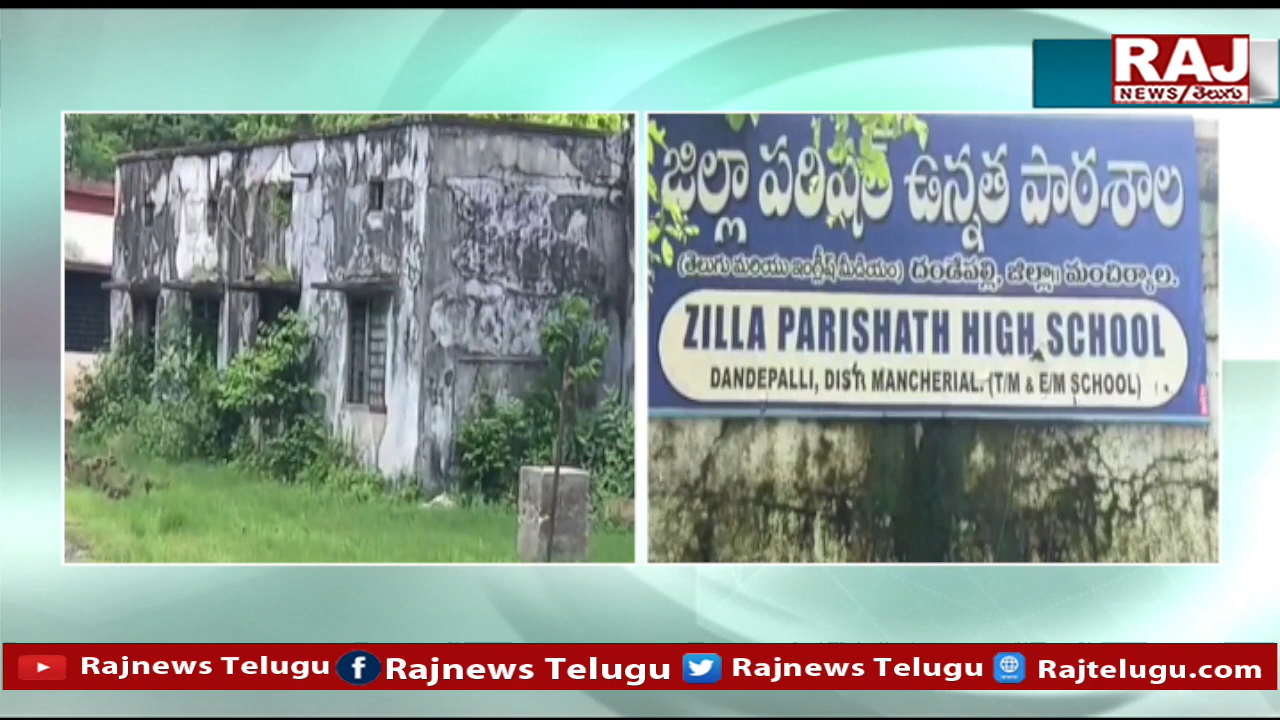 RAJ
NEWS తెలుగు
జిల్లా పరిషత్ ఉన్నత పాఠశాల
(తెలుగు మరియు ఇంగ్లీష్ మీడియం) దండేపల్లి, జిల్లా॥ మంచిర్యాల.
ZILLA PARISHATH HIGH SCHOOL
DANDEPALLI, DIST: MANCHERIAL. (T/M & E/M SCHOOL)
Rajnews Telugu Rajnews Telugu Rajnews Telugu Rajtelugu.com